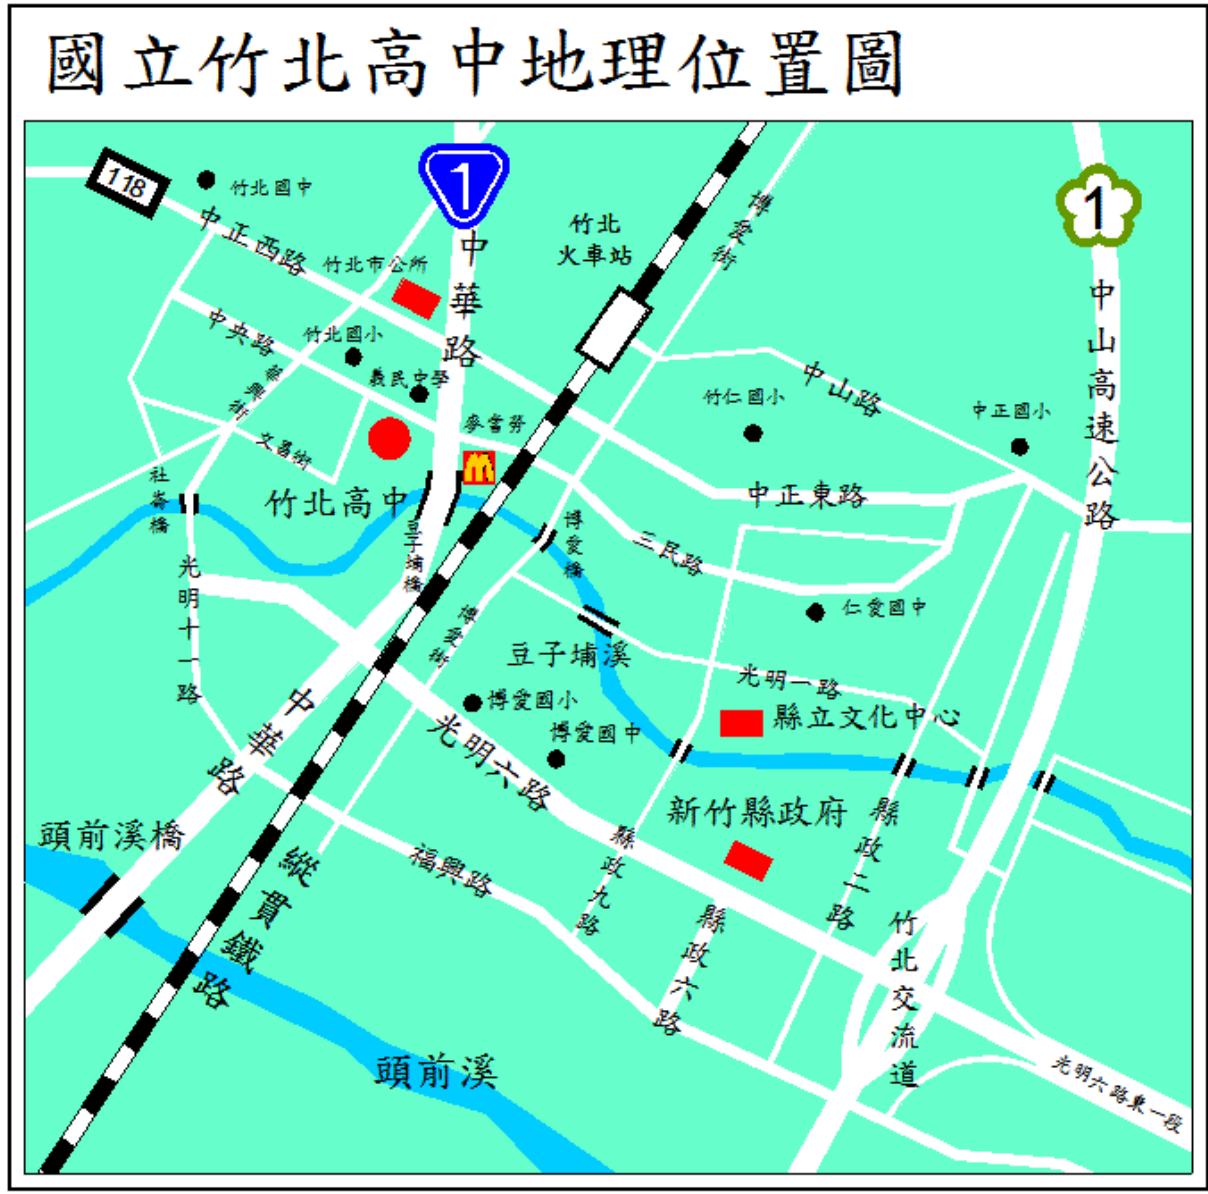 國立竹北高中地理位置圖
118
竹北國中
1
1
中正西路
中華路
竹北
火車站
博愛街
竹北市公所
中山高速公路
中央路
竹北國小
華興街
義民中學
麥當勞
竹仁國小
中山路
中正國小
文昌街
社崙橋
竹北高中
豆子埔橋
博愛橋
中正東路
三民路
光明十一路
博愛街
仁愛國中
豆子埔溪
光明一路
博愛國小
博愛國中
縣立文化中心
中華路
光明六路
新竹縣政府
頭前溪橋
縱貫鐵路
福興路
縣政九路
縣政二路
縣政六路
竹北交流道
頭前溪
光明六路東一段